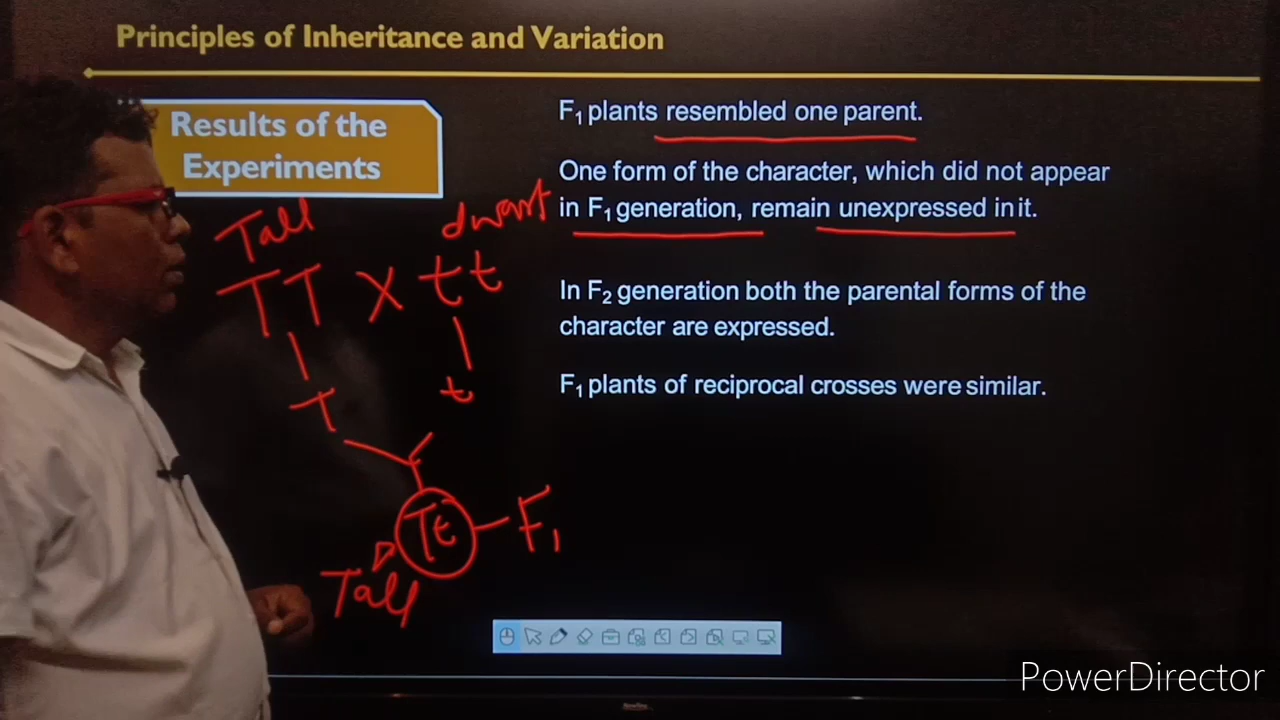 Principles of Inheritance and Variation
Results of the
Experiments
F₁ plants resembled one parent.
One form of the character, which did not appear
in F₁ generation, remain unexpressed in it.
In F₂ generation both the parental forms of the
character are expressed.
F₁ plants of reciprocal crosses were similar.
Tall dwarf
TT X tt
T t
Tt - F₁
Tall
PowerDirector